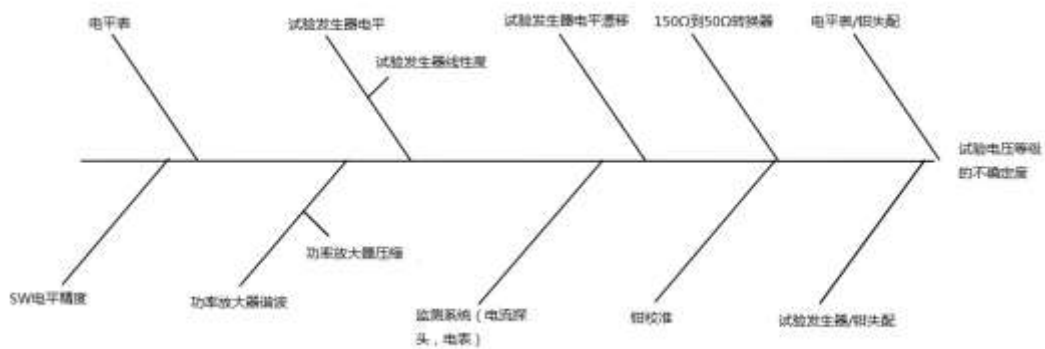 电平表
试验发生器电平
试验发生器电平漂移
150Ω到50Ω转换器
电平表/钳失配
试验发生器线性度
试验电压等级
的不确定度
功率放大器压缩
SW电平精度
功率放大器谐波
监测系统（电流探
头，电表）
钳校准
试验发生器/钳失配